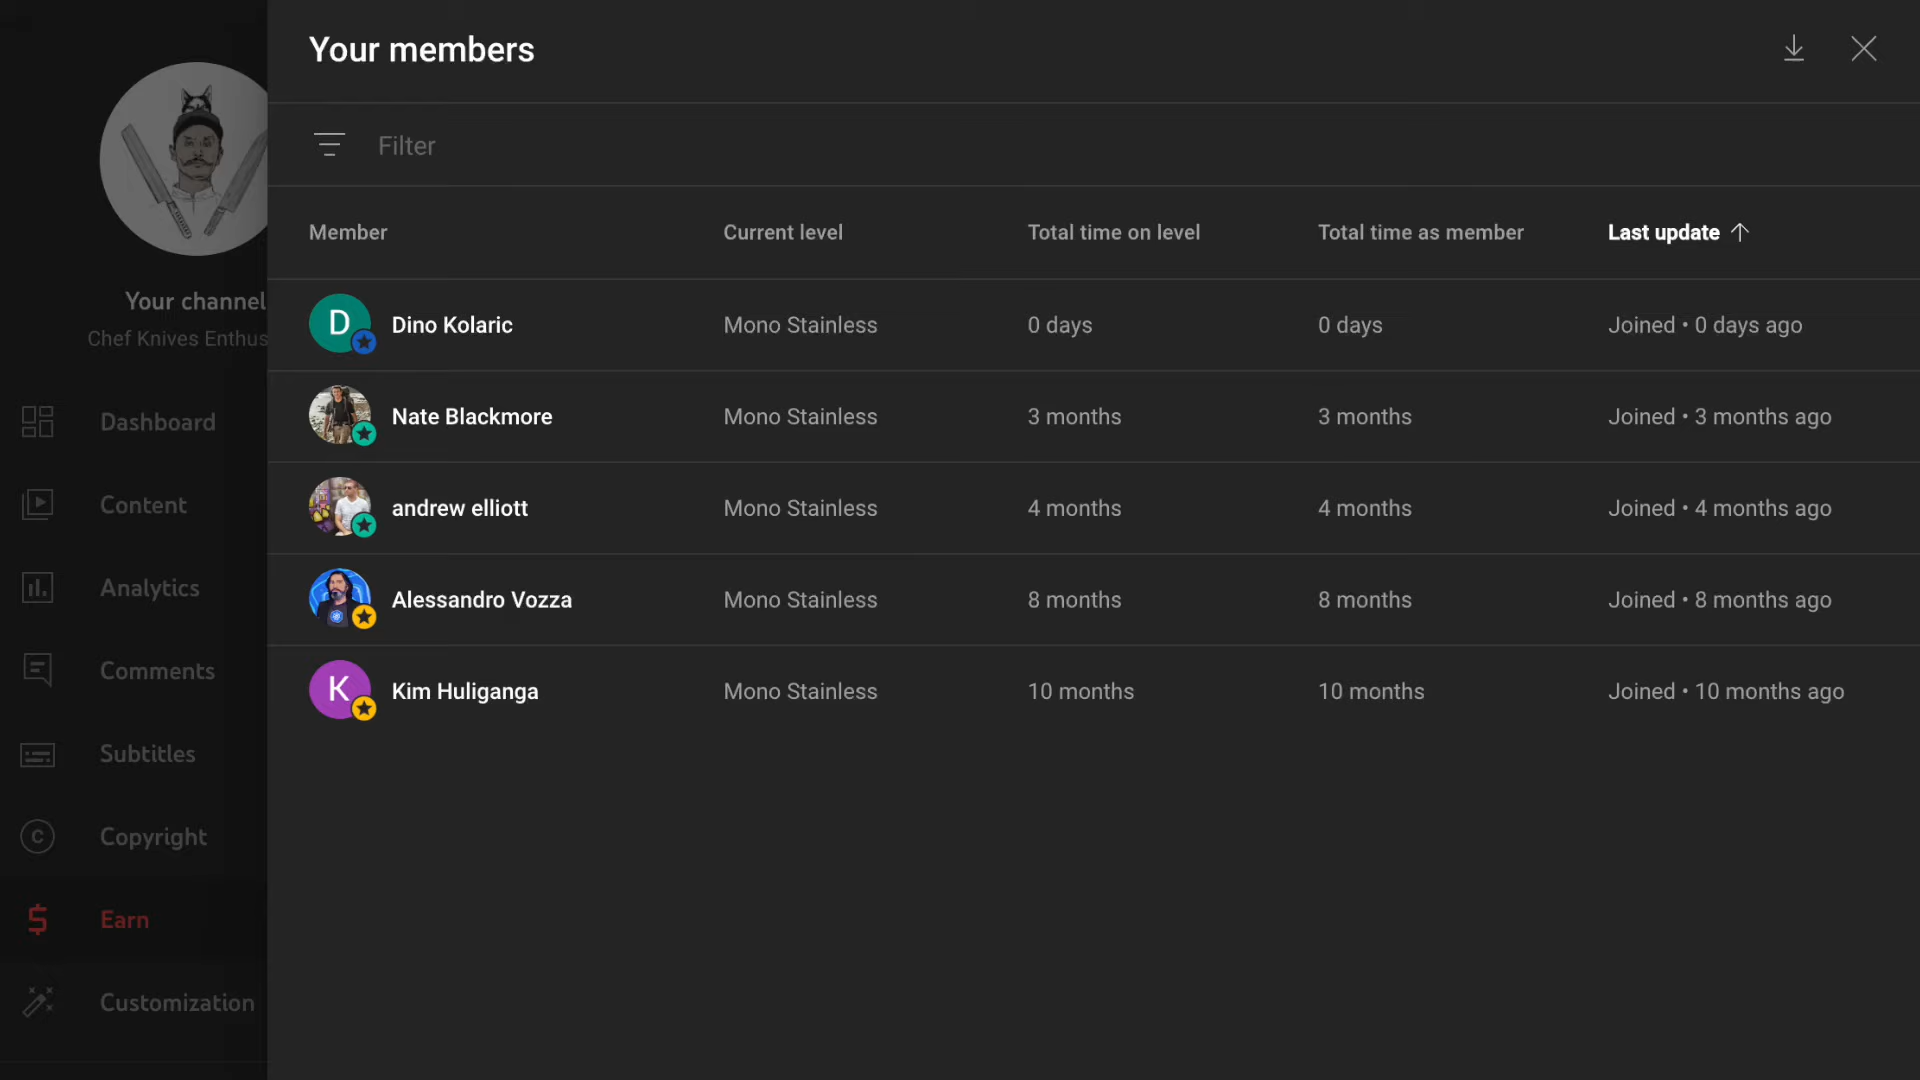 Your members
Filter
Member Current level Total time on level Total time as member Last update
D Dino Kolaric Mono Stainless 0 days 0 days Joined • 0 days ago
Nate Blackmore Mono Stainless 3 months 3 months Joined • 3 months ago
andrew elliott Mono Stainless 4 months 4 months Joined • 4 months ago
Alessandro Vozza Mono Stainless 8 months 8 months Joined • 8 months ago
K Kim Huliganga Mono Stainless 10 months 10 months Joined • 10 months ago
Your channel
Chef Knives Enthus
Dashboard
Content
Analytics
Comments
Subtitles
Copyright
Earn
Customization